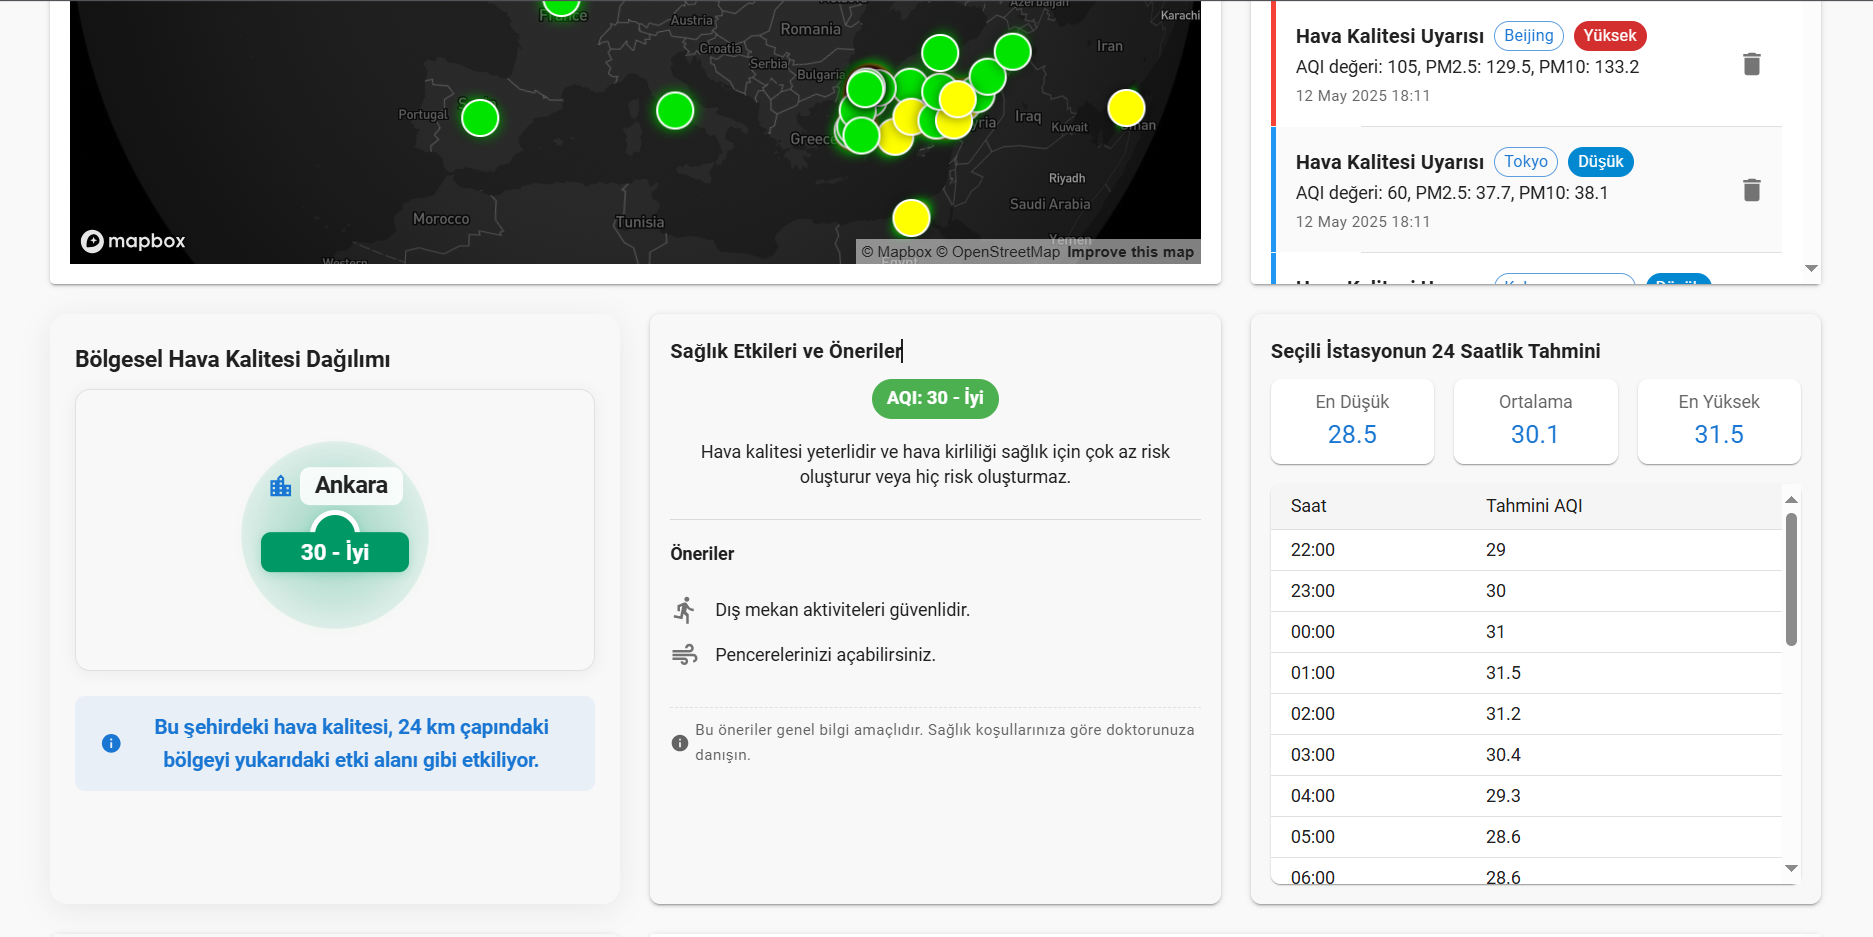 France
Austria
Croatia
Romania
Serbia
Bulgaria
Azerbaijan
Karachi
Iran
Portugal
Greece
Iraq
Kuwait
Riyadh
Saudi Arabia
Morocco
Tunisia
Yemen
Egypt
Western
mapbox
© Mapbox © OpenStreetMap Improve this map
Hava Kalitesi Uyarısı Beijing Yüksek
AQI değeri: 105, PM2.5: 129.5, PM10: 133.2
12 May 2025 18:11
Hava Kalitesi Uyarısı Tokyo Düşük
AQI değeri: 60, PM2.5: 37.7, PM10: 38.1
12 May 2025 18:11
Bölgesel Hava Kalitesi Dağılımı
Ankara
30 - İyi
Bu şehirdeki hava kalitesi, 24 km çapındaki
bölgeyi yukarıdaki etki alanı gibi etkiliyor.
Sağlık Etkileri ve Öneriler
AQI: 30 - İyi
Hava kalitesi yeterlidir ve hava kirliliği sağlık için çok az risk
oluşturur veya hiç risk oluşturmaz.
Öneriler
Dış mekan aktiviteleri güvenlidir.
Pencerelerinizi açabilirsiniz.
Bu öneriler genel bilgi amaçlıdır. Sağlık koşullarınıza göre doktorunuza
danışın.
Seçili İstasyonun 24 Saatlik Tahmini
En Düşük
28.5
Ortalama
30.1
En Yüksek
31.5
Saat Tahmini AQI
22:00 29
23:00 30
00:00 31
01:00 31.5
02:00 31.2
03:00 30.4
04:00 29.3
05:00 28.6
06:00 28.6